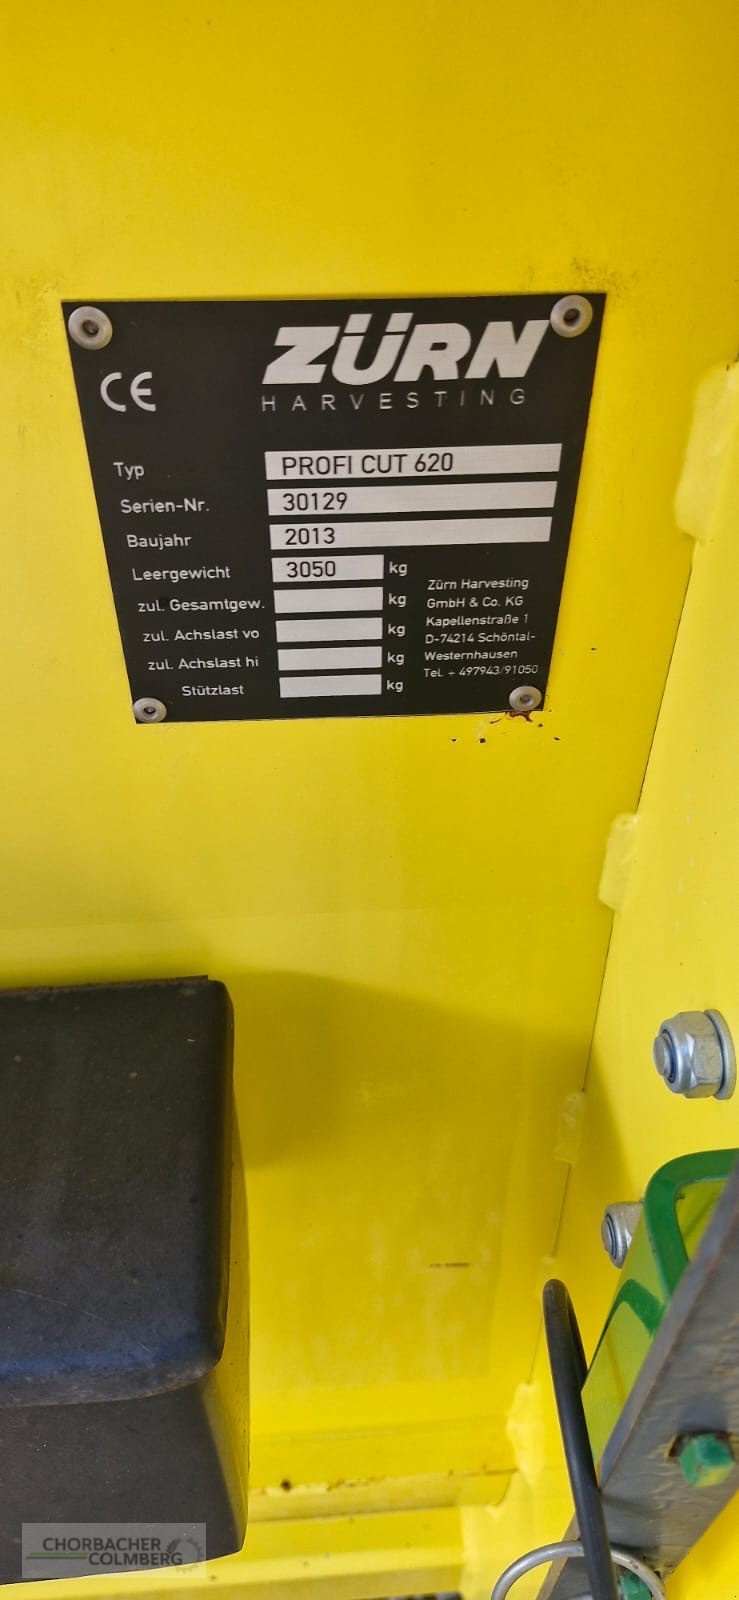 CE
ZÜRN
HARVESTING
Typ PROFI CUT 620
Serien-Nr. 30129
Baujahr 2013
Leergewicht 3050 kg
zul. Gesamtgew. kg
zul. Achslast vo kg
zul. Achslast hi kg
Stützlast kg
Zürn Harvesting
GmbH & Co. KG
Kapellenstraße 1
D-74214 Schöntal-
Westernhausen
Tel. + 497943/91050
CHORBACHER
COLMBERG